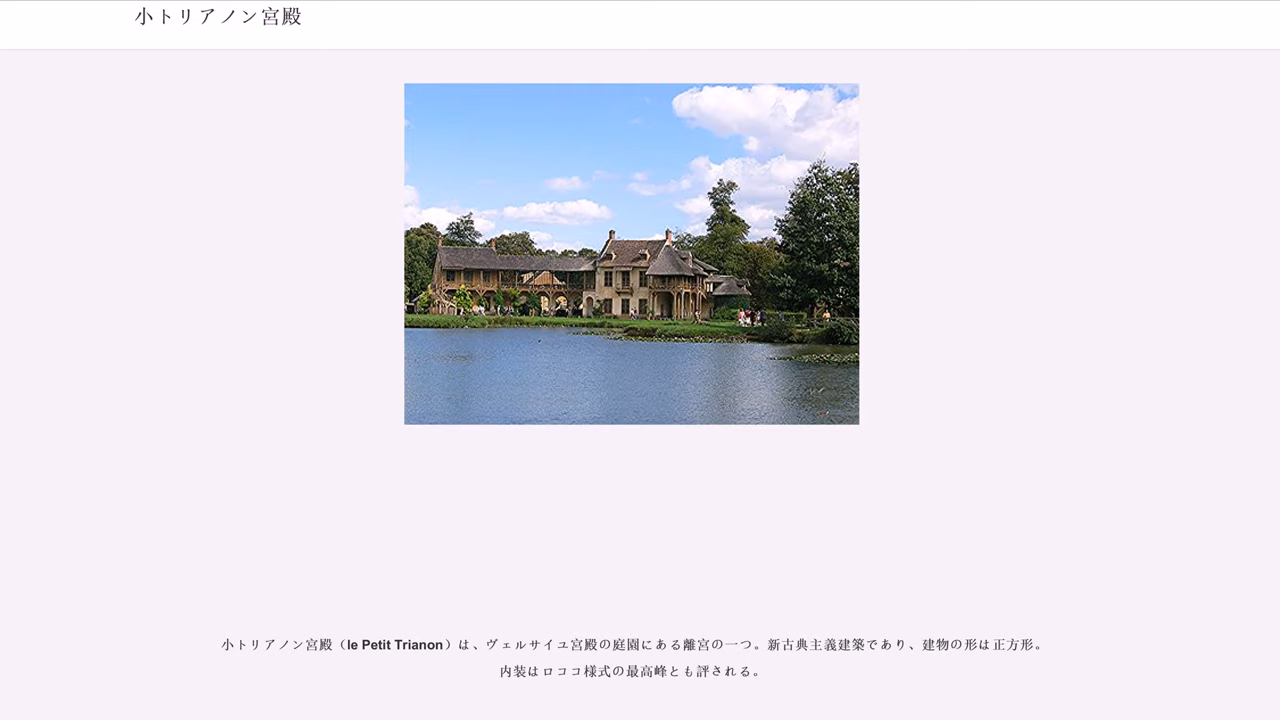 小トリアノン宮殿
小トリアノン宮殿（le Petit Trianon）は、ヴェルサイユ宮殿の庭園にある離宮の一つ。新古典主義建築であり、建物の形は正方形。
内装はロココ様式の最高峰とも評される。